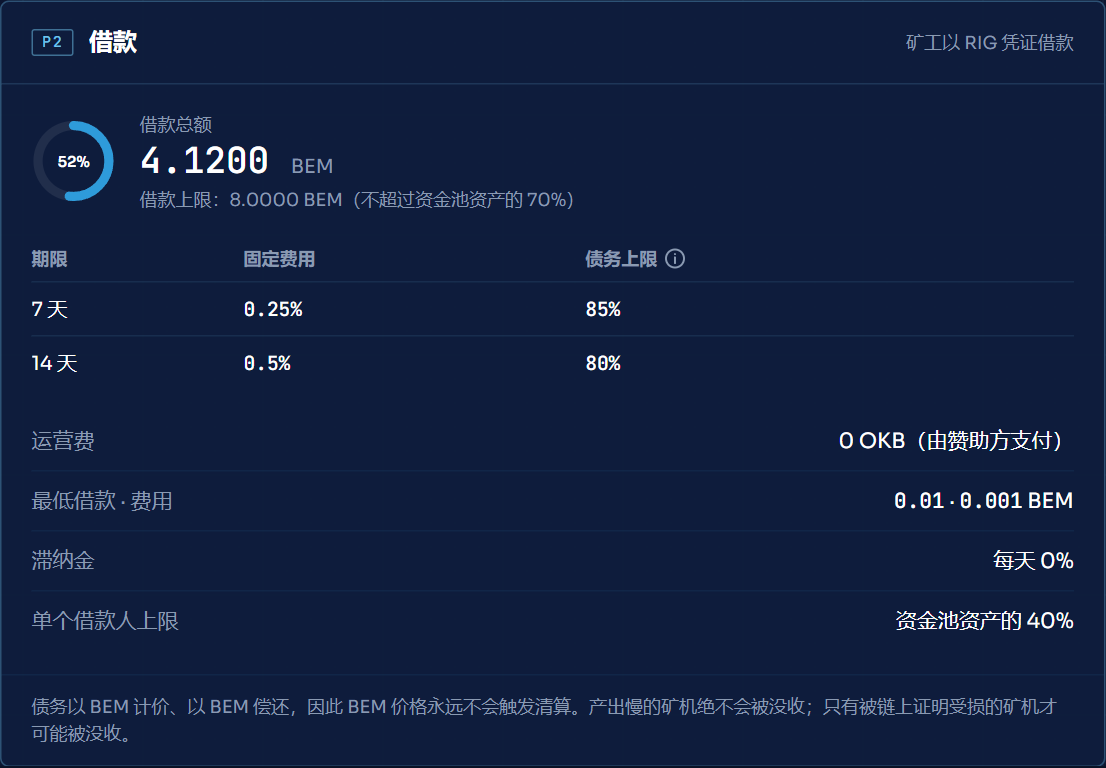 P2 借款
矿工以 RIG 凭证借款
52%
借款总额
4.1200 BEM
借款上限：8.0000 BEM（不超过资金池资产的 70%）
期限 固定费用 债务上限
7 天 0.25% 85%
14 天 0.5% 80%
运营费 0 OKB（由赞助方支付）
最低借款 · 费用 0.01 · 0.001 BEM
滞纳金 每天 0%
单个借款人上限 资金池资产的 40%
债务以 BEM 计价、以 BEM 偿还，因此 BEM 价格永远不会触发清算。产出慢的矿机绝不会被没收；只有被链上证明受损的矿机才
可能被没收。